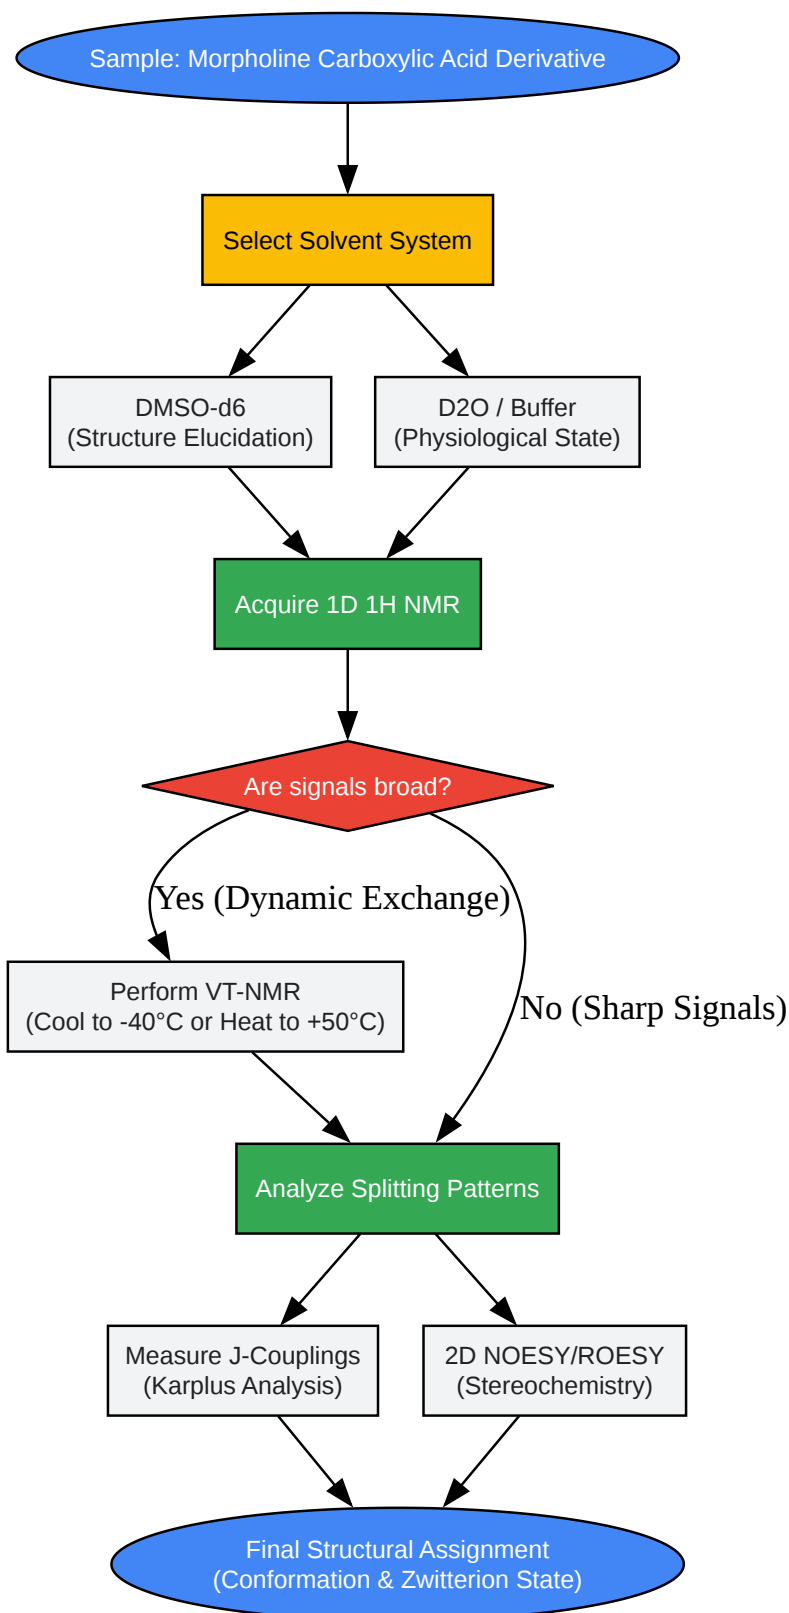 Sample: Morpholine Carboxylic Acid Derivative
Select Solvent System
DMSO-d6
(Structure Elucidation)
D2O / Buffer
(Physiological State)
Acquire 1D 1H NMR
Are signals broad?
Yes (Dynamic Exchange)
Perform VT-NMR
(Cool to -40°C or Heat to +50°C)
No (Sharp Signals)
Analyze Splitting Patterns
Measure J-Couplings
(Karplus Analysis)
2D NOESY/ROESY
(Stereochemistry)
Final Structural Assignment
(Conformation & Zwitterion State)